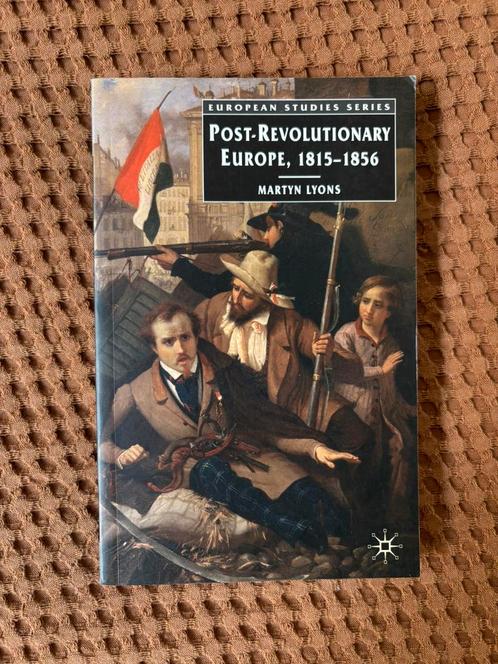 EUROPEAN STUDIES SERIES
POST-REVOLUTIONARY
EUROPE, 1815–1856
MARTYN LYONS